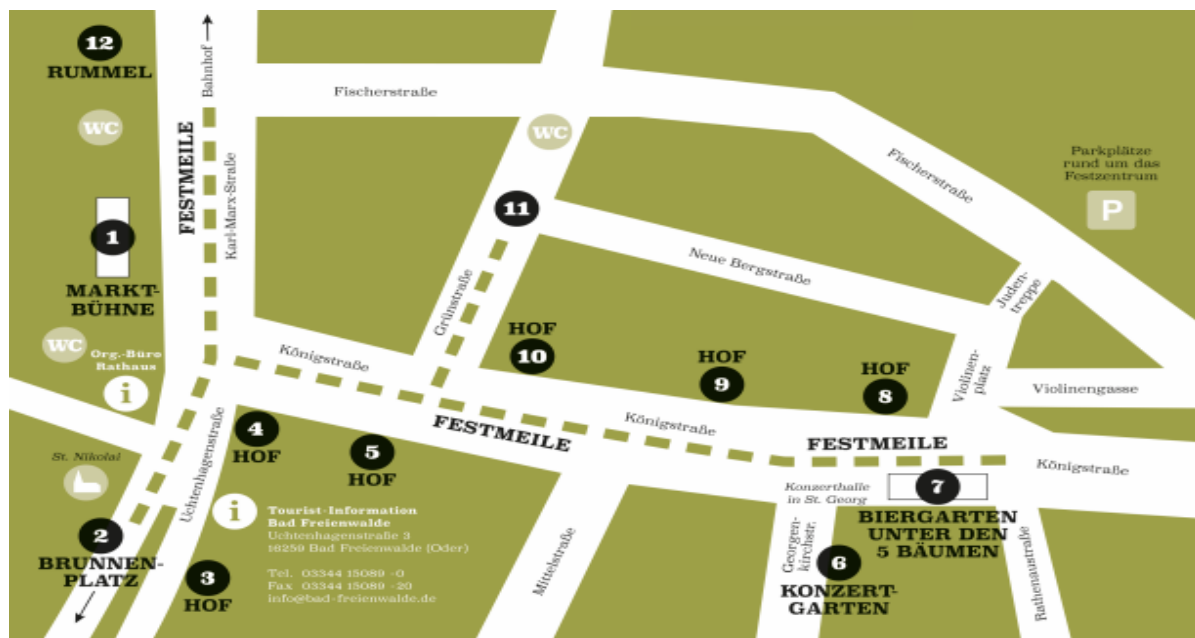 12
RUMMEL
Bahnhof
Fischerstraße
WC
WC
FESTMEILE
Karl-Marx-Straße
Fischerstraße
Parkplätze
rund um das
Festzentrum
P
11
1
MARKT-
BÜHNE
Neue Bergstraße
Juden-
treppe
Grünstraße
WC
Org.-Büro
Rathaus
i
Königstraße
HOF
10
HOF
9
HOF
8
Violinen-
platz
Violinengasse
4
HOF
5
HOF
FESTMEILE
Königstraße
FESTMEILE
Königstraße
St. Nikolai
Uchtenhagenstraße
2
BRUNNEN-
PLATZ
3
HOF
i
Tourist-Information
Bad Freienwalde
Uchtenhagenstraße 3
16259 Bad Freienwalde (Oder)
Tel. 03344 15089 -0
Fax 03344 15089 -20
info@bad-freienwalde.de
Mittelstraße
Konzerthalle
in St. Georg
7
BIERGARTEN
UNTER DEN
5 BÄUMEN
Georgen-
kirchstr.
6
KONZERT-
GARTEN
Rathenaustraße